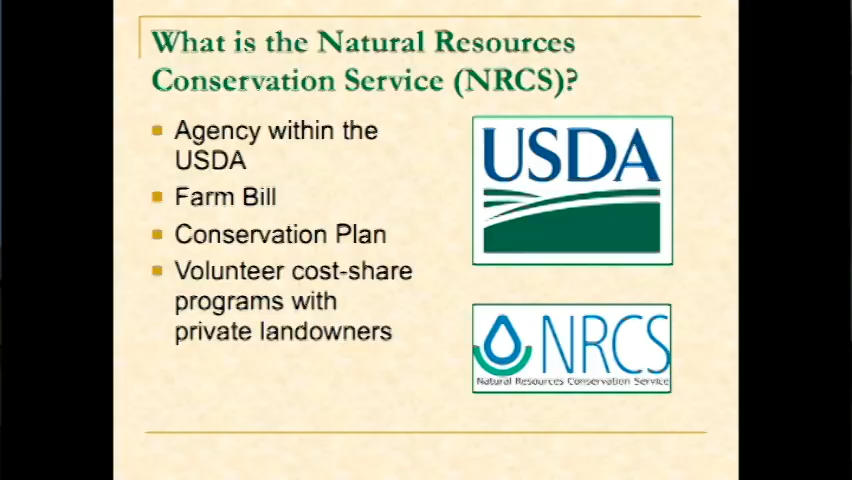 What is the Natural Resources
Conservation Service (NRCS)?
Agency within the
USDA
Farm Bill
Conservation Plan
Volunteer cost-share
programs with
private landowners
USDA
NRCS
Natural Resources Conservation Service